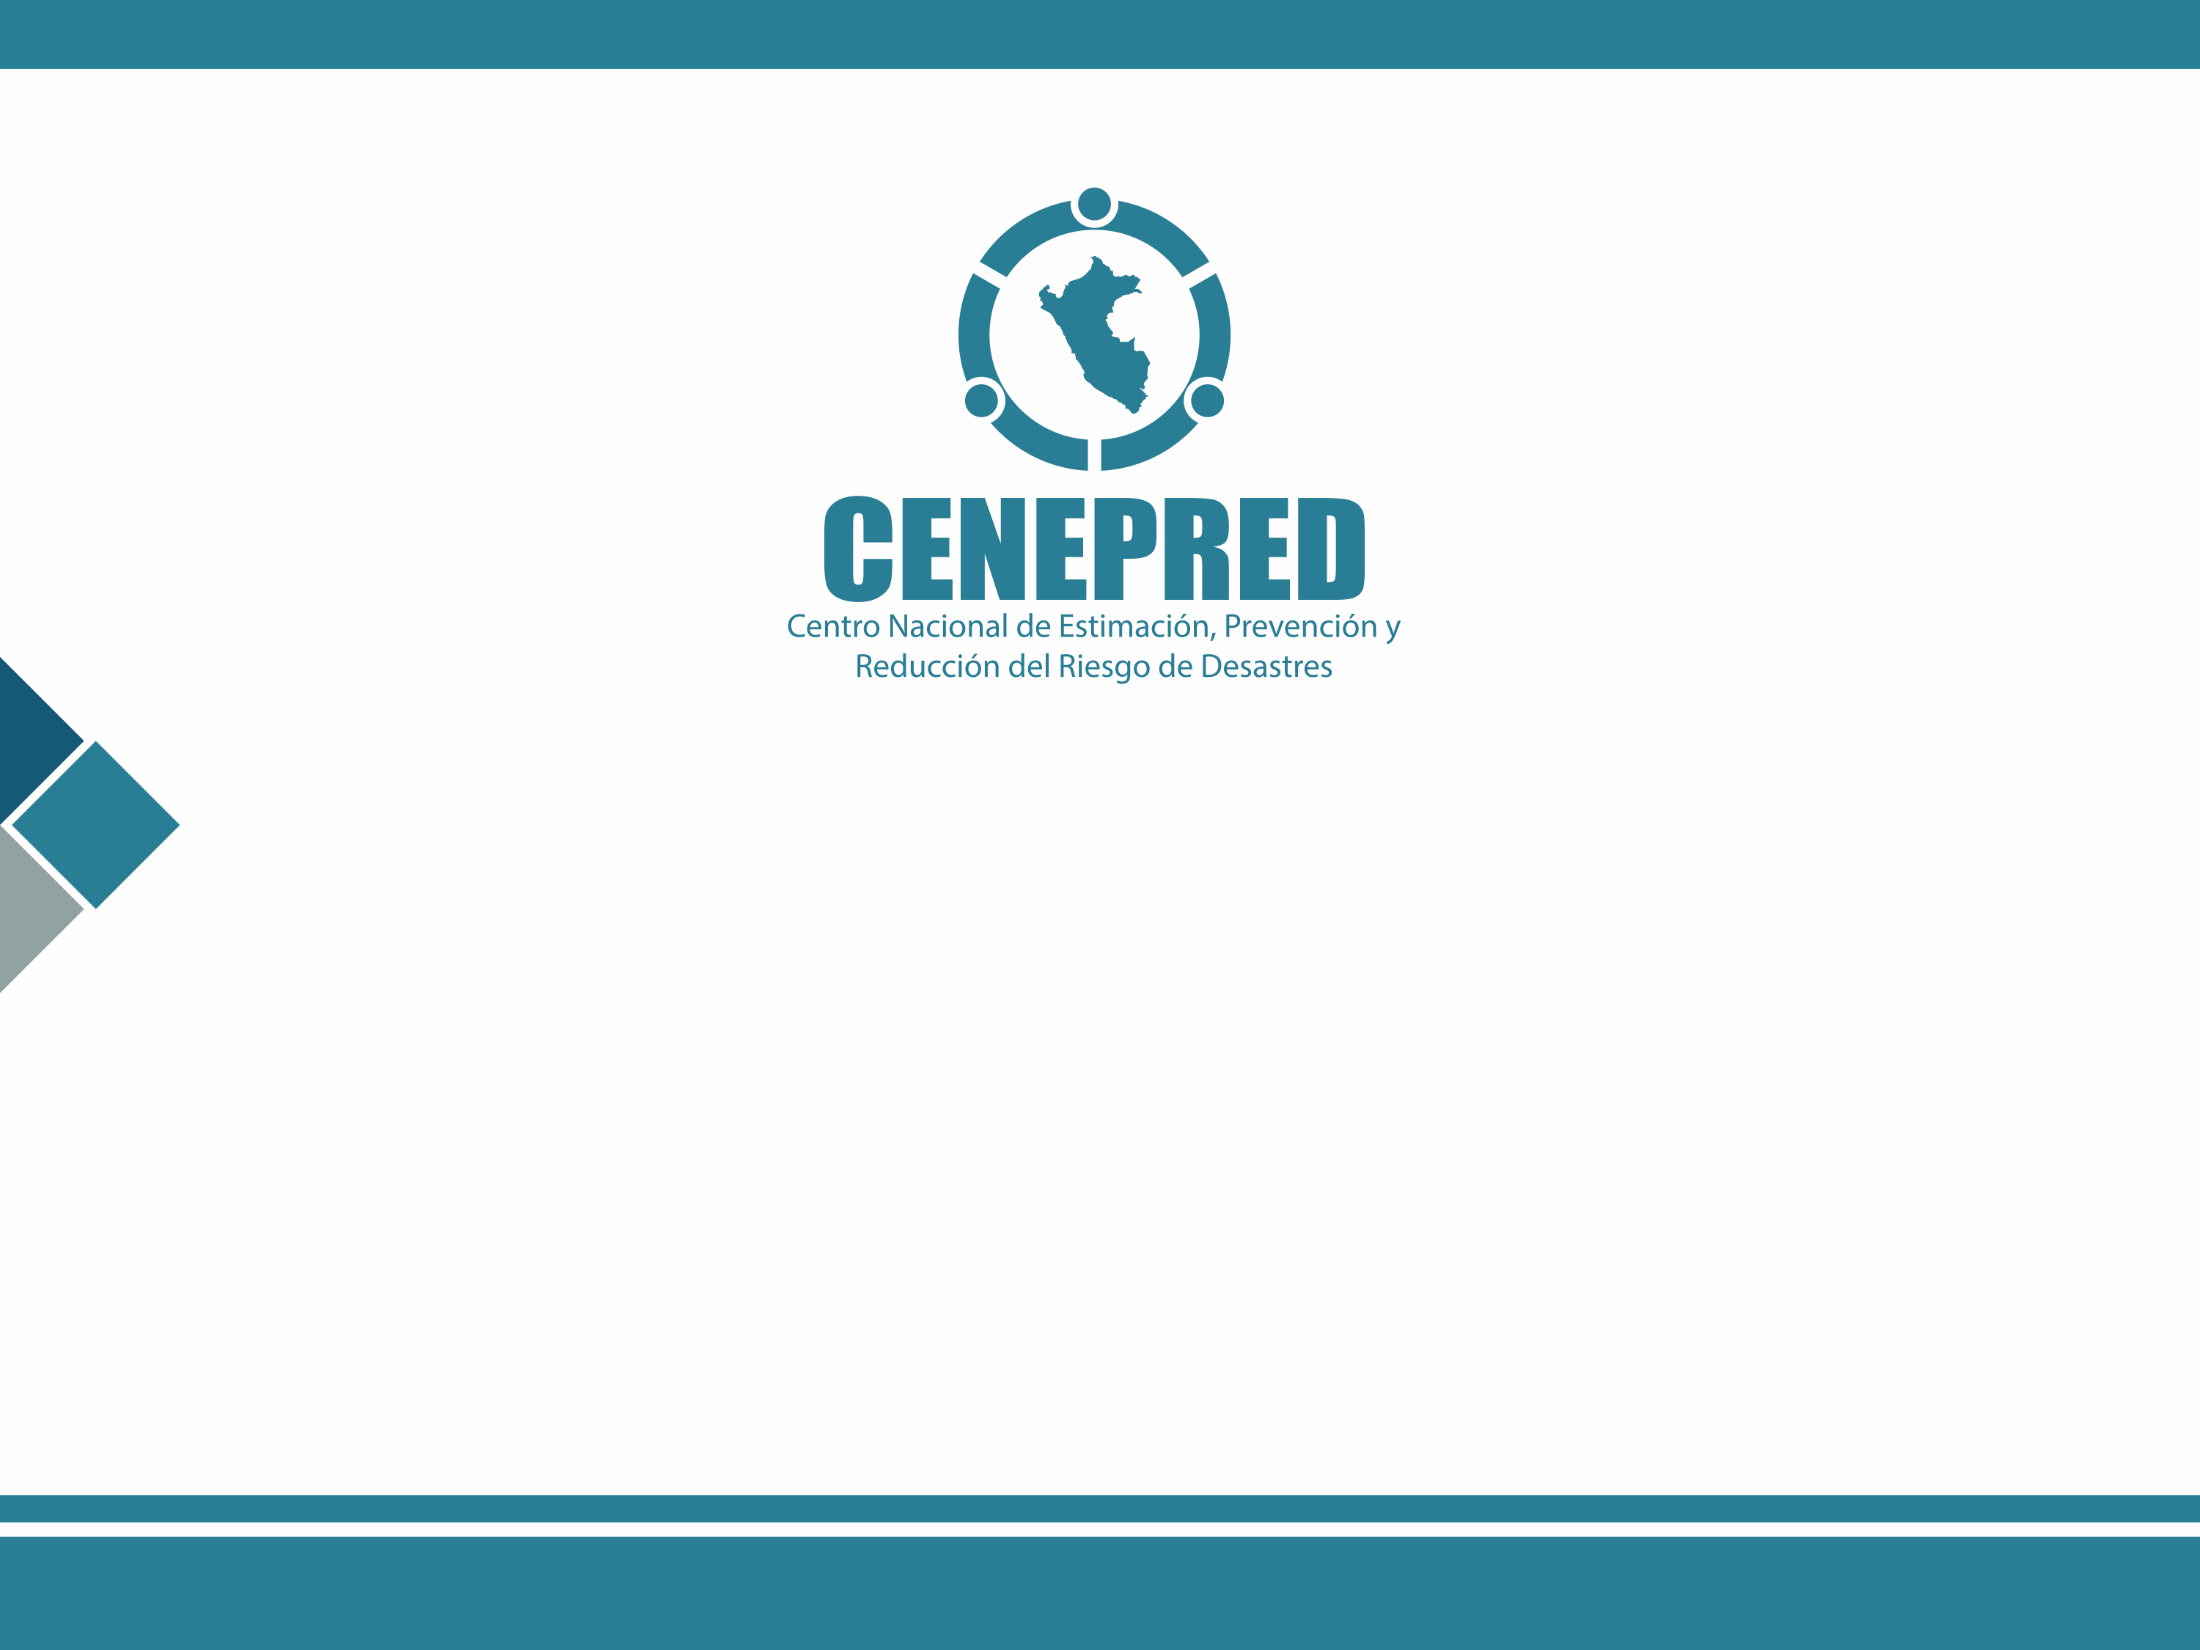 CENEPRED
Centro Nacional de Estimación, Prevención y
Reducción del Riesgo de Desastres